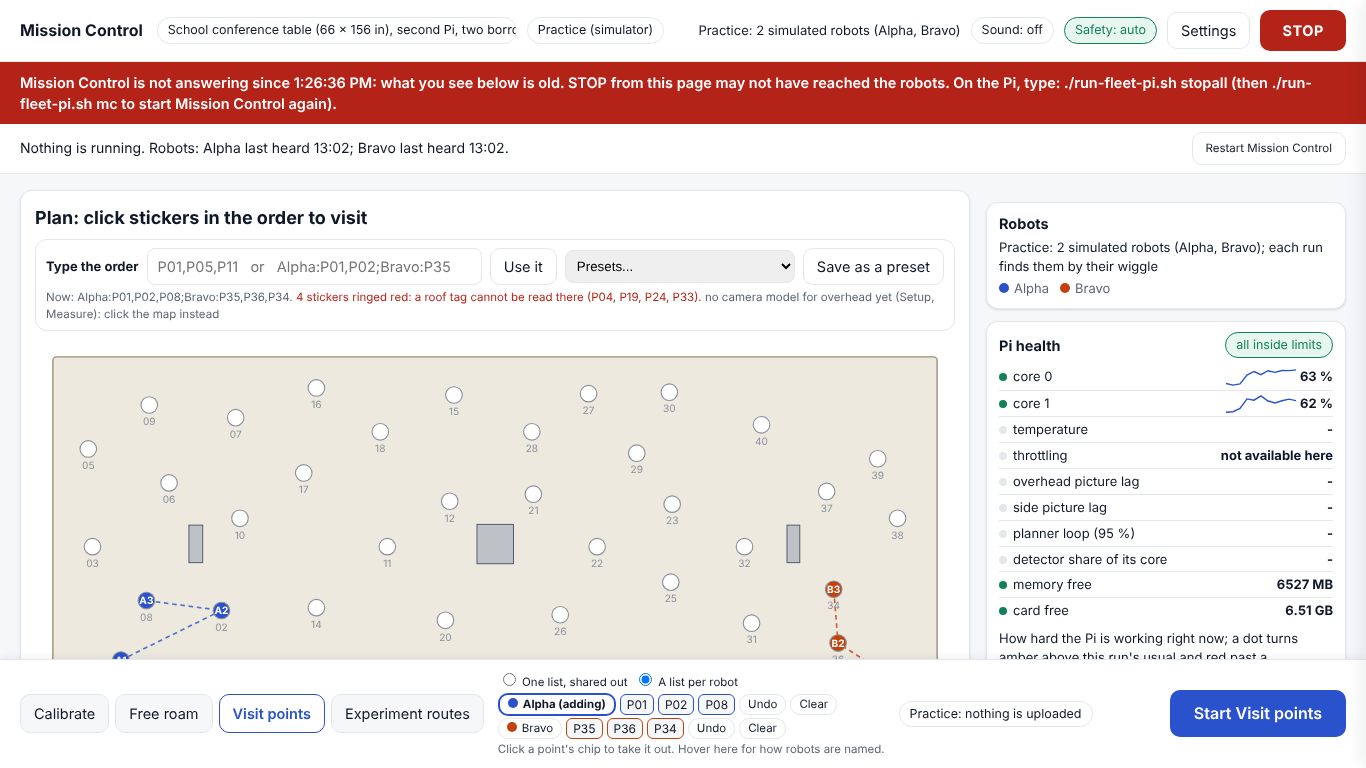 Mission Control
School conference table (66 × 156 in), second Pi, two
Practice (simulator)
Practice: 2 simulated robots (Alpha, Bravo)
Sound: off
Safety: auto
Settings
STOP
Mission Control is not answering since 1:26:36 PM: what you see below is old. STOP from this page may not have reached the robots. On the Pi, type: ./run-fleet-pi.sh stopall (then ./run-
fleet-pi.sh mc to start Mission Control again).
Nothing is running. Robots: Alpha last heard 13:02; Bravo last heard 13:02.
Restart Mission Control
Plan: click stickers in the order to visit
Type the order
P01,P05,P11 or Alpha:P01,P02;Bravo:P35
Use it
Presets...
Save as a preset
Now: Alpha:P01,P02,P08;Bravo:P35,P36,P34. 4 stickers ringed red: a roof tag cannot be read there (P04, P19, P24, P33). no camera model for overhead yet (Setup,
Measure): click the map instead
16
15
27
30
09
07
18
28
40
05
29
39
06
17
12
21
23
37
10
38
03
11
22
32
25
A3
08
A2
02
14
20
26
31
B3
34
B2
Robots
Practice: 2 simulated robots (Alpha, Bravo); each run
finds them by their wiggle
Alpha
Bravo
Pi health
all inside limits
core 0
63 %
core 1
62 %
temperature
-
throttling
not available here
overhead picture lag
-
side picture lag
-
planner loop (95 %)
-
detector share of its core
-
memory free
6527 MB
card free
6.51 GB
How hard the Pi is working right now; a dot turns
amber above this run's usual and red past a
Calibrate
Free roam
Visit points
Experiment routes
One list, shared out
A list per robot
Alpha (adding)
P01
P02
P08
Undo
Clear
Bravo
P35
P36
P34
Undo
Clear
Click a point's chip to take it out. Hover here for how robots are named.
Practice: nothing is uploaded
Start Visit points